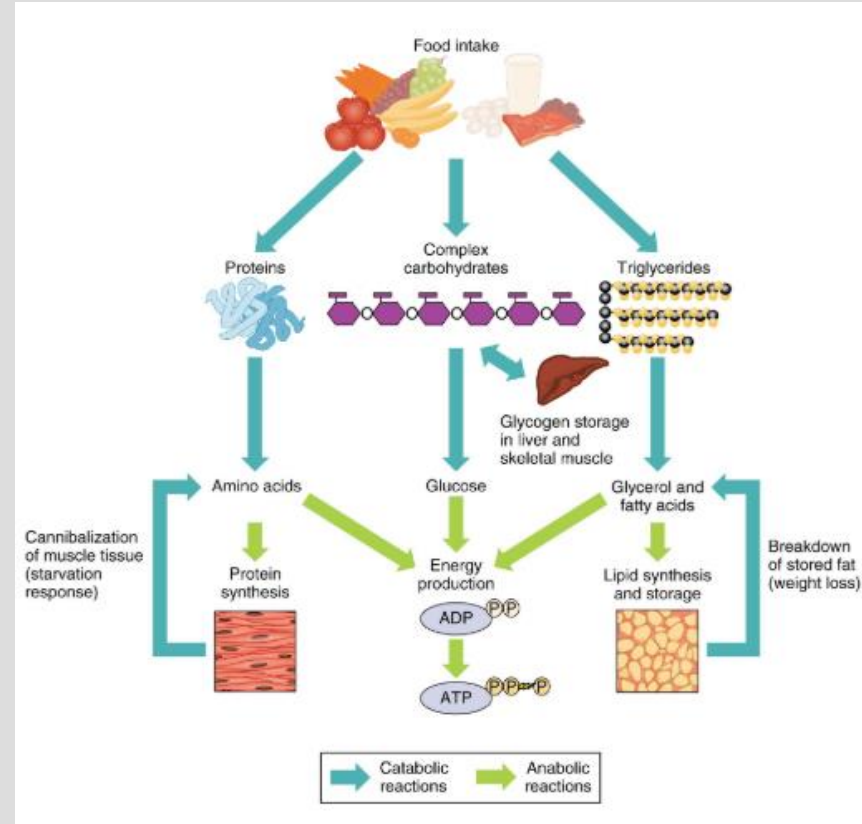 Food intake
Proteins
Complex
carbohydrates
Triglycerides
Glycogen storage
in liver and
skeletal muscle
Amino acids
Glucose
Glycerol and
fatty acids
Cannibalization
of muscle tissue
(starvation
response)
Protein
synthesis
Energy
production
Lipid synthesis
and storage
Breakdown
of stored fat
(weight loss)
ADP P P
ATP P P P
Catabolic
reactions
Anabolic
reactions